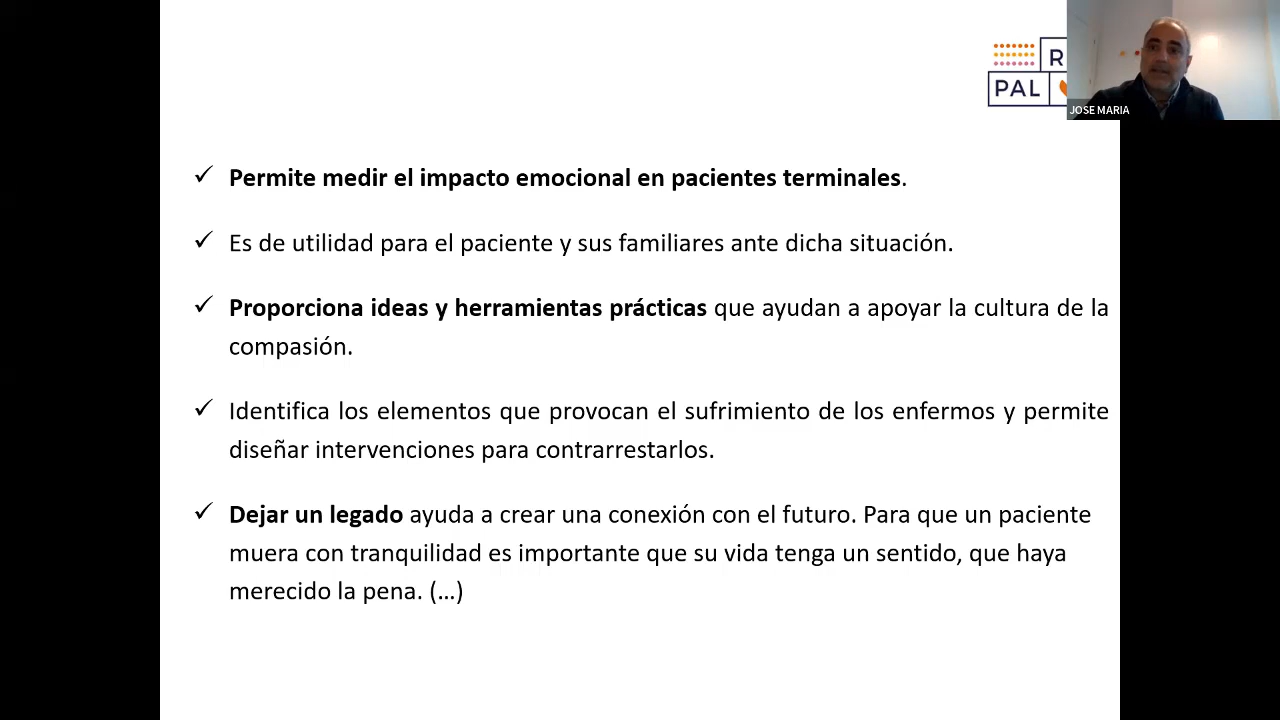 R
PAL
JOSE MARIA
✓ Permite medir el impacto emocional en pacientes terminales.
✓ Es de utilidad para el paciente y sus familiares ante dicha situación.
✓ Proporciona ideas y herramientas prácticas que ayudan a apoyar la cultura de la
compasión.
✓ Identifica los elementos que provocan el sufrimiento de los enfermos y permite
diseñar intervenciones para contrarrestarlos.
✓ Dejar un legado ayuda a crear una conexión con el futuro. Para que un paciente
muera con tranquilidad es importante que su vida tenga un sentido, que haya
merecido la pena. (…)